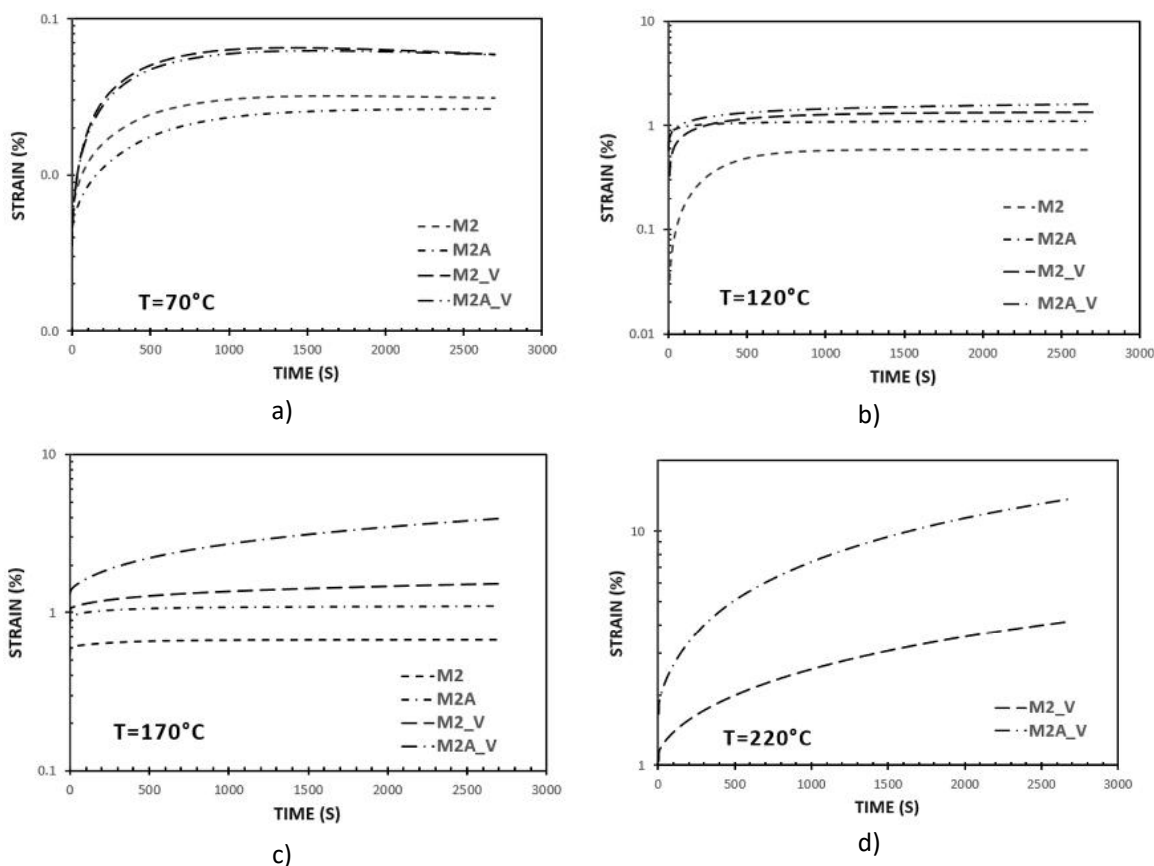 0.1
0.0
0.0
STRAIN (%)
0 500 1000 1500 2000 2500 3000
TIME (S)
M2
M2A
M2_V
M2A_V
T=70°C
a)
10
1
0.1
0.01
STRAIN (%)
0 500 1000 1500 2000 2500 3000
TIME (S)
M2
M2A
M2_V
M2A_V
T=120°C
b)
10
1
0.1
STRAIN (%)
0 500 1000 1500 2000 2500 3000
TIME (S)
M2
M2A
M2_V
M2A_V
T=170°C
c)
10
1
STRAIN (%)
0 500 1000 1500 2000 2500 3000
TIME (S)
M2_V
M2A_V
T=220°C
d)